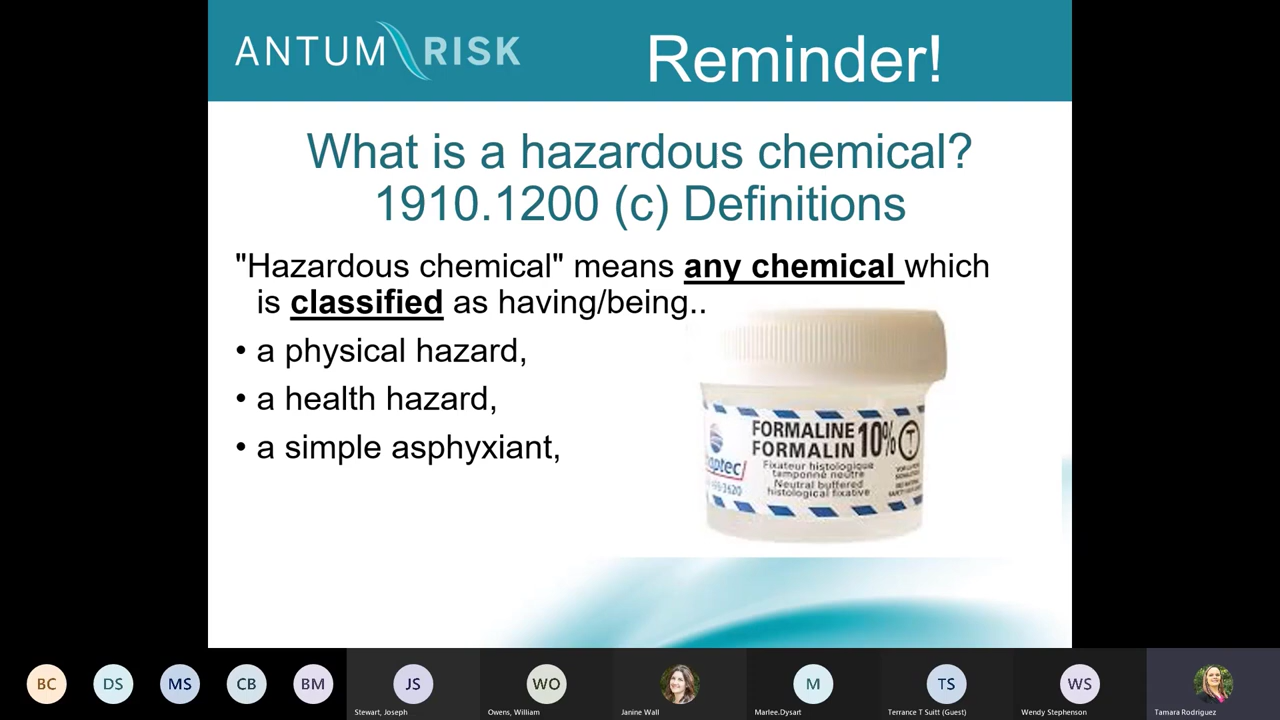 ANTUM RISK
Reminder!
What is a hazardous chemical?
1910.1200 (c) Definitions
"Hazardous chemical" means any chemical which
is classified as having/being..
• a physical hazard,
• a health hazard,
• a simple asphyxiant,
FORMALINE
FORMALIN 10%
T
Fixateur histologique
tamponné neutre
Neutral buffered
histological fixative
BC
DS
MS
CB
BM
JS
Stewart, Joseph
WO
Owens, William
Janine Wall
M
Marlee.Dysart
TS
Terrance T Suitt (Guest)
WS
Wendy Stephenson
Tamara Rodriguez